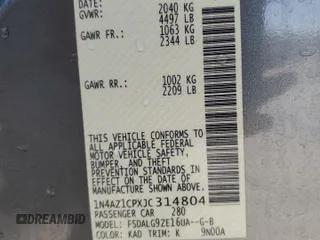 DATE: 2040 KG
GVWR: 4497 LB
GAWR FR.: 1063 KG
2344 LB
GAWR RR.: 1002 KG
2209 LB
THIS VEHICLE CONFORMS TO
ALL APPLICABLE FEDERAL
MOTOR VEHICLE SAFETY,
BUMPER, AND THEFT
PREVENTION STANDARDS IN
EFFECT ON THE DATE OF
MANUFACTURE SHOWN ABOVE.
1N4AZ1CPXJC314804
PASSENGER CAR 280
MODEL: FSDALG9ZE16UA--G-B
COLOR: KAD TRIM: K 9N00A